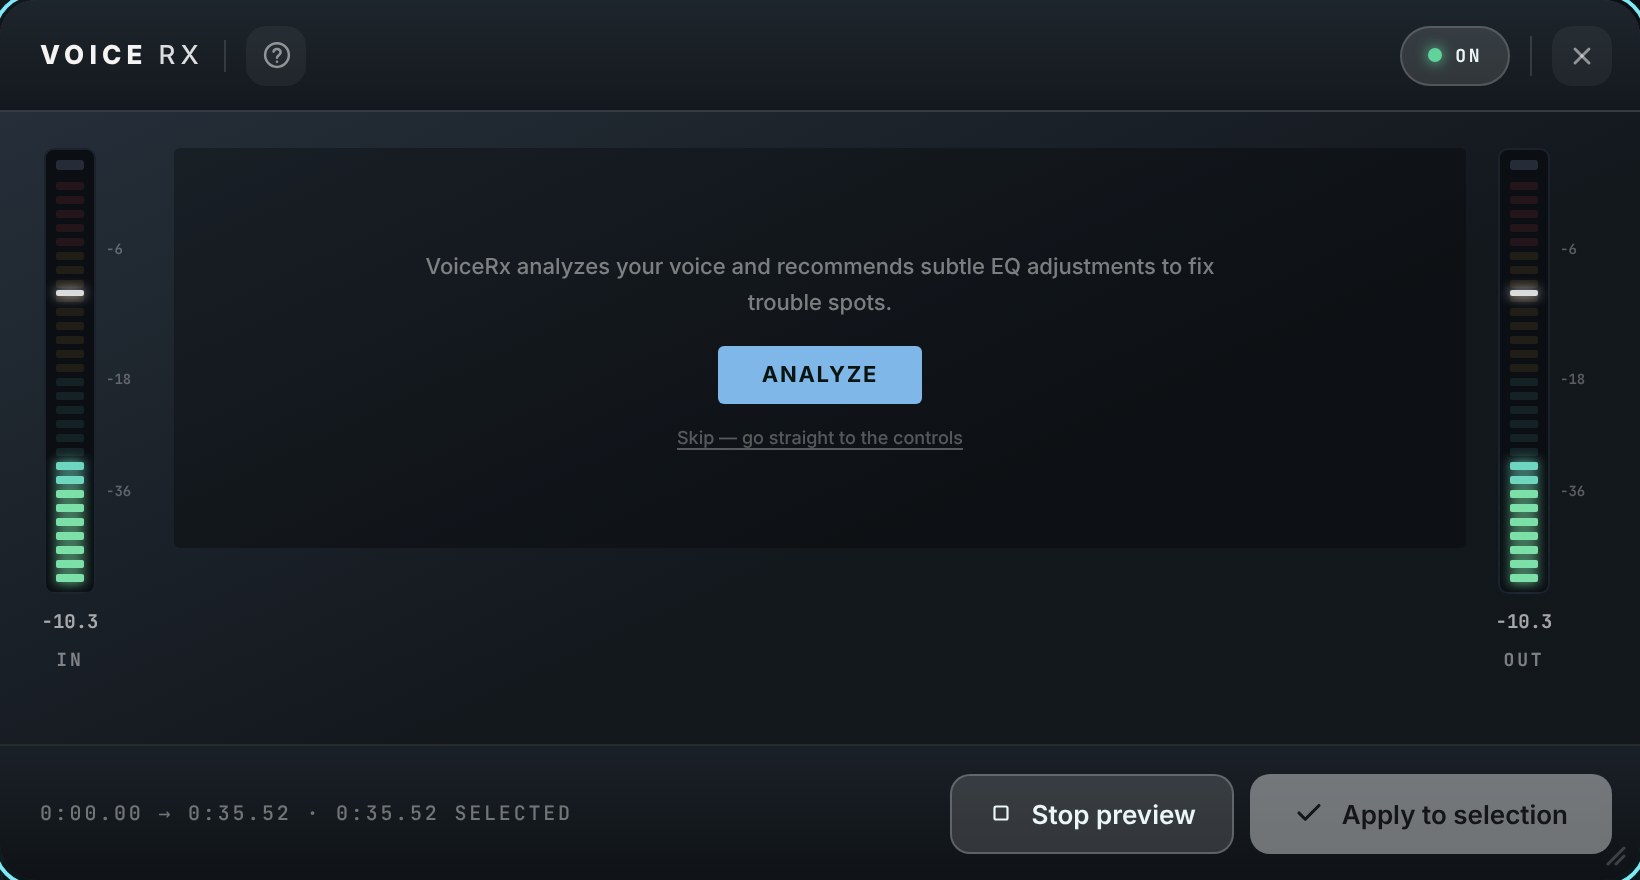 VOICE RX
ON
-6
-18
-36
-10.3
IN
VoiceRx analyzes your voice and recommends subtle EQ adjustments to fix
trouble spots.
ANALYZE
Skip — go straight to the controls
-6
-18
-36
-10.3
OUT
0:00.00 → 0:35.52 · 0:35.52 SELECTED
Stop preview
Apply to selection